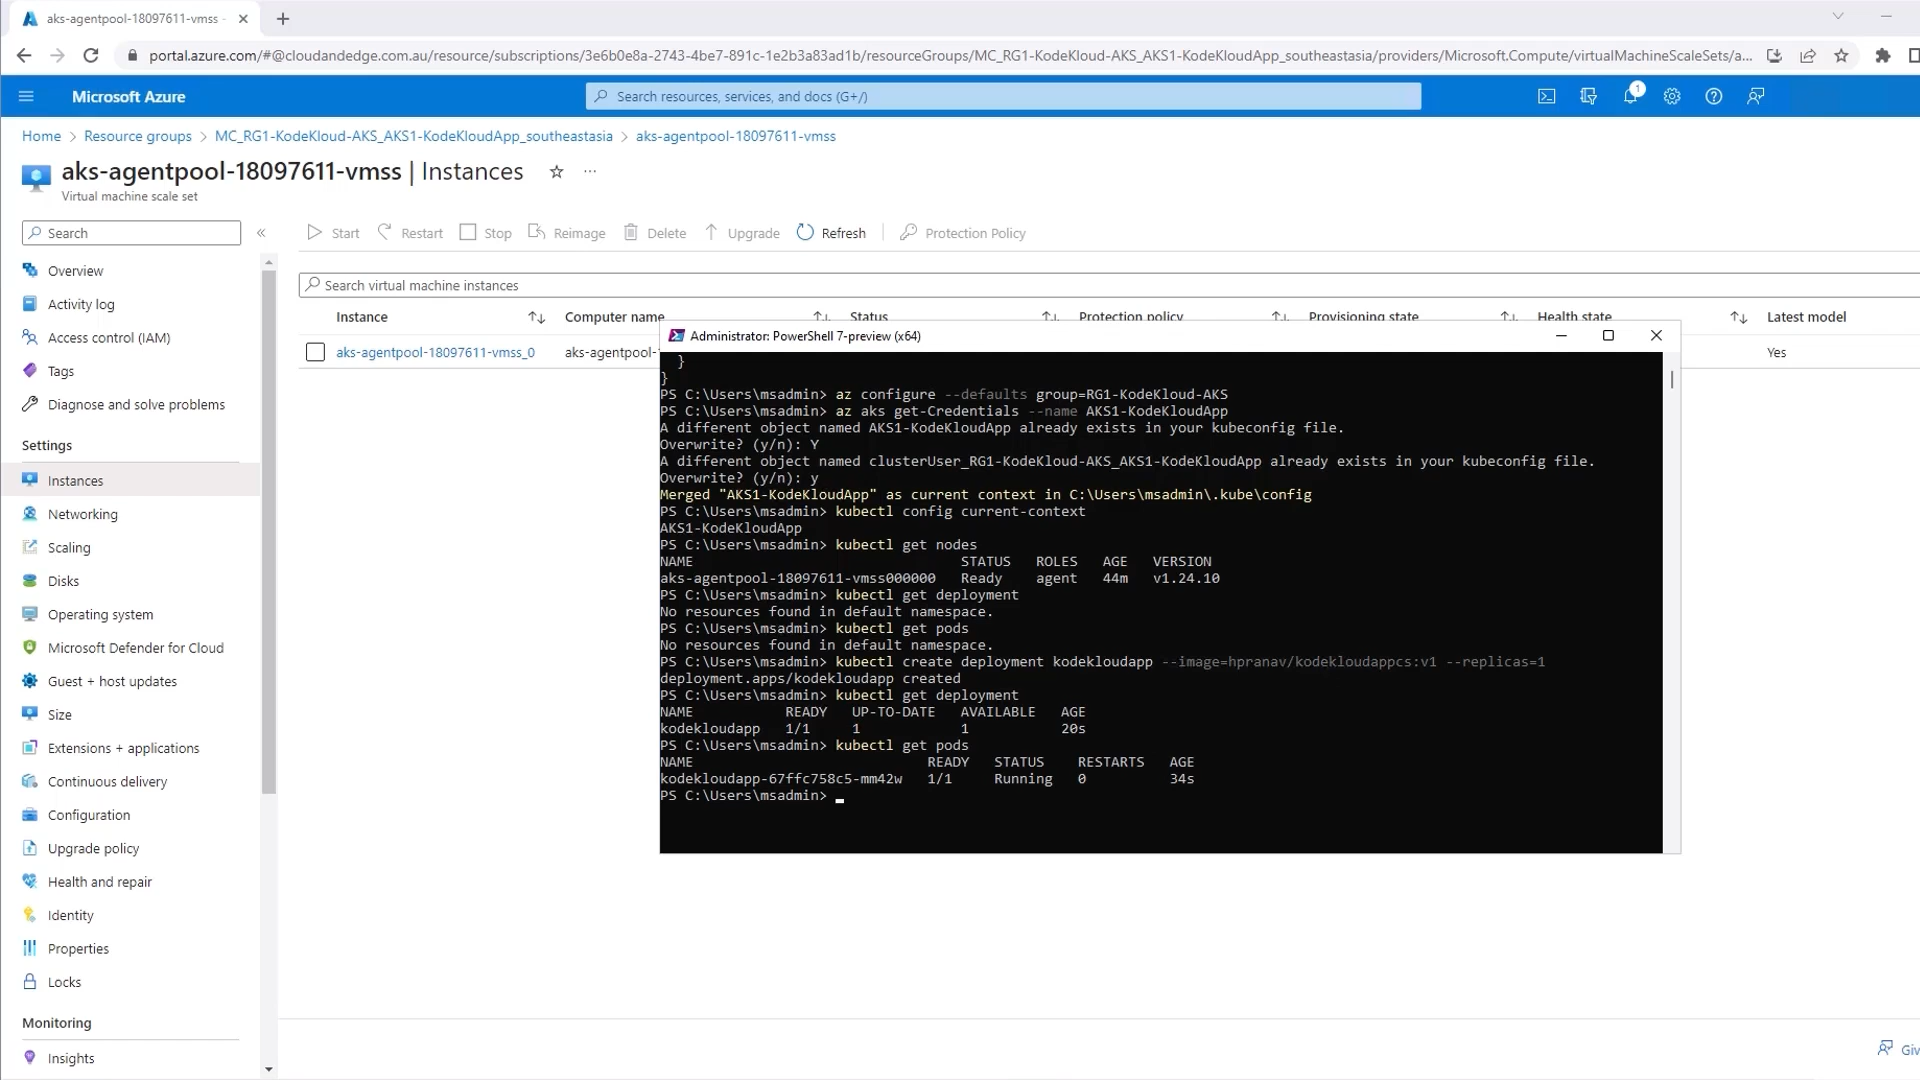 aks-agentpool-18097611-vmss -
portal.azure.com/#@cloudandedge.com.au/resource/subscriptions/3e6b0e8a-2743-4be7-891c-1e2b3a83ad1b/resourceGroups/MC_RG1-KodeKloud-AKS_AKS1-KodeKloudApp_southeastasia/providers/Microsoft.Compute/virtualMachineScaleSets/a...
Microsoft Azure
Search resources, services, and docs (G+/)
1
Home > Resource groups > MC_RG1-KodeKloud-AKS_AKS1-KodeKloudApp_southeastasia > aks-agentpool-18097611-vmss
aks-agentpool-18097611-vmss | Instances
Virtual machine scale set
Search
Start Restart Stop Reimage Delete Upgrade Refresh Protection Policy
Overview
Activity log
Access control (IAM)
Tags
Diagnose and solve problems
Settings
Instances
Networking
Scaling
Disks
Operating system
Microsoft Defender for Cloud
Guest + host updates
Size
Extensions + applications
Continuous delivery
Configuration
Upgrade policy
Health and repair
Identity
Properties
Locks
Monitoring
Insights
Search virtual machine instances
Instance Computer name Status Protection policy Provisioning state Health state Latest model
aks-agentpool-18097611-vmss_0 aks-agentpool- Yes
Administrator: PowerShell 7-preview (x64)
}
}
PS C:\Users\msadmin> az configure --defaults group=RG1-KodeKloud-AKS
PS C:\Users\msadmin> az aks get-Credentials --name AKS1-KodeKloudApp
A different object named AKS1-KodeKloudApp already exists in your kubeconfig file.
Overwrite? (y/n): Y
A different object named clusterUser_RG1-KodeKloud-AKS_AKS1-KodeKloudApp already exists in your kubeconfig file.
Overwrite? (y/n): y
Merged "AKS1-KodeKloudApp" as current context in C:\Users\msadmin\.kube\config
PS C:\Users\msadmin> kubectl config current-context
AKS1-KodeKloudApp
PS C:\Users\msadmin> kubectl get nodes
NAME STATUS ROLES AGE VERSION
aks-agentpool-18097611-vmss000000 Ready agent 44m v1.24.10
PS C:\Users\msadmin> kubectl get deployment
No resources found in default namespace.
PS C:\Users\msadmin> kubectl get pods
No resources found in default namespace.
PS C:\Users\msadmin> kubectl create deployment kodekloudapp --image=hpranav/kodekloudappcs:v1 --replicas=1
deployment.apps/kodekloudapp created
PS C:\Users\msadmin> kubectl get deployment
NAME READY UP-TO-DATE AVAILABLE AGE
kodekloudapp 1/1 1 1 20s
PS C:\Users\msadmin> kubectl get pods
NAME READY STATUS RESTARTS AGE
kodekloudapp-67ffc758c5-mm42w 1/1 Running 0 34s
PS C:\Users\msadmin>
Giv